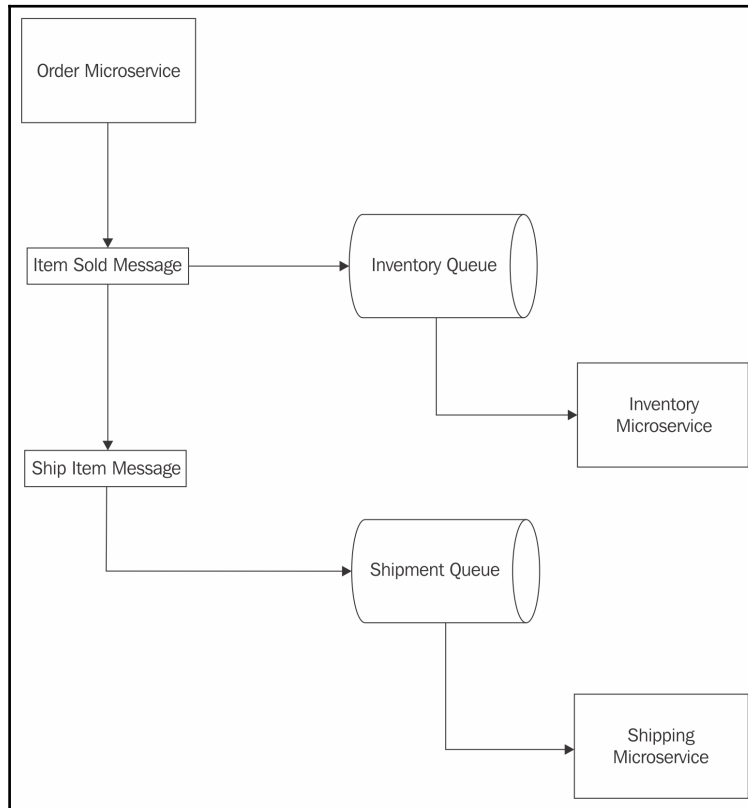 Order Microservice
Item Sold Message
Inventory Queue
Inventory
Microservice
Ship Item Message
Shipment Queue
Shipping
Microservice